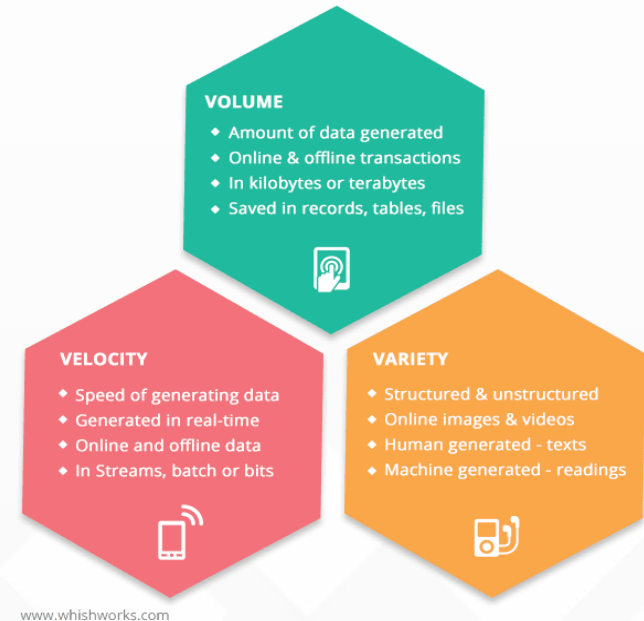 VOLUME
◆ Amount of data generated
◆ Online & offline transactions
◆ In kilobytes or terabytes
◆ Saved in records, tables, files
VELOCITY
◆ Speed of generating data
◆ Generated in real-time
◆ Online and offline data
◆ In Streams, batch or bits
VARIETY
◆ Structured & unstructured
◆ Online images & videos
◆ Human generated - texts
◆ Machine generated - readings
www.whishworks.com